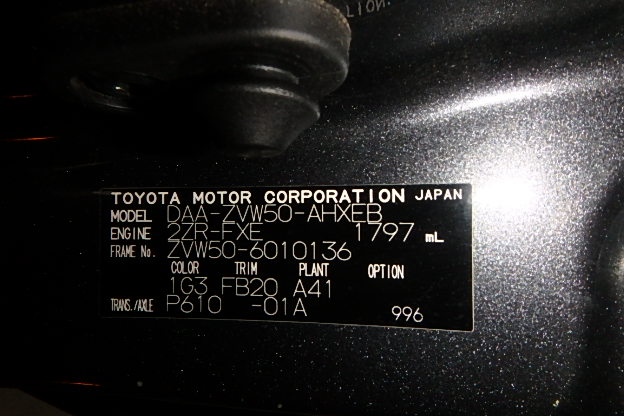 TOYOTA MOTOR CORPORATION JAPAN
MODEL DAA-ZVW50-AHXEB
ENGINE 2ZR-FXE 1797 mL
FRAME No. ZVW50-6010136
COLOR TRIM PLANT OPTION
1G3 FB20 A41
TRANS./AXLE P610 -01A
996